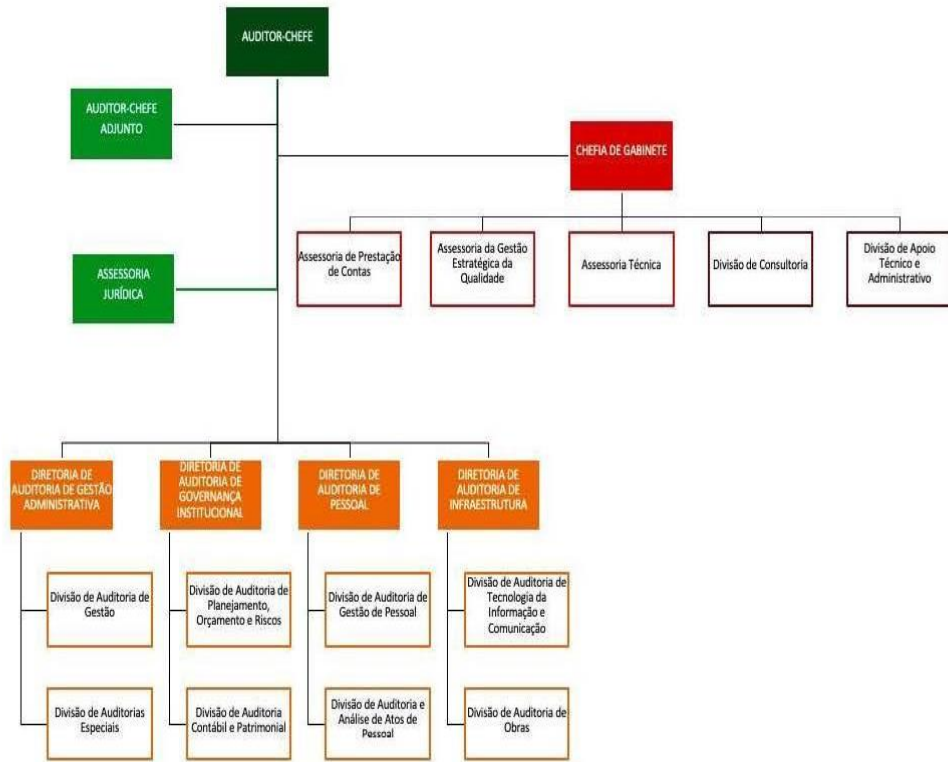 AUDITOR-CHEFE
AUDITOR-CHEFE
ADJUNTO
CHEFIA DE GABINETE
Assessoria de Prestação
de Contas
Assessoria da Gestão
Estratégica da
Qualidade
Assessoria Técnica
Divisão de Consultoria
Divisão de Apoio
Técnico e
Administrativo
ASSESSORIA
JURÍDICA
DIRETORIA DE
AUDITORIA DE GESTÃO
ADMINISTRATIVA
DIRETORIA DE
AUDITORIA DE
GOVERNANÇA
INSTITUCIONAL
DIRETORIA DE
AUDITORIA DE
PESSOAL
DIRETORIA DE
AUDITORIA DE
INFRAESTRUTURA
Divisão de Auditoria de
Gestão
Divisão de Auditoria de
Planejamento,
Orçamento e Riscos
Divisão de Auditoria de
Gestão de Pessoal
Divisão de Auditoria de
Tecnologia da
Informação e
Comunicação
Divisão de Auditorias
Especiais
Divisão de Auditoria
Contábil e Patrimonial
Divisão de Auditoria e
Análise de Atos de
Pessoal
Divisão de Auditoria de
Obras